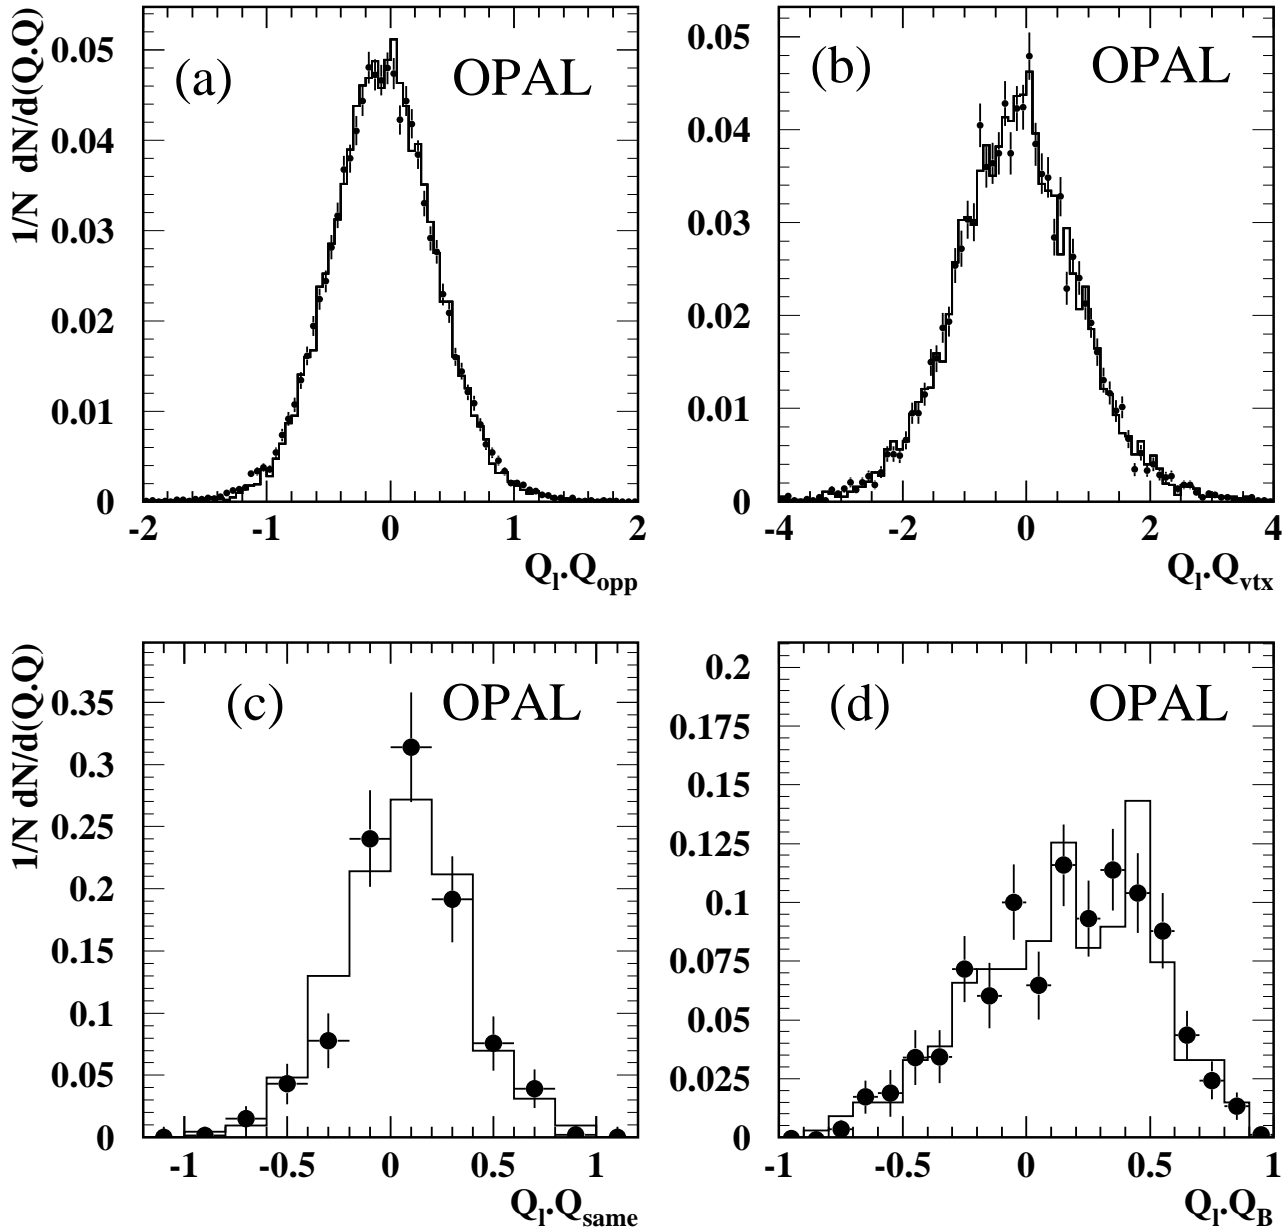 1/N dN/d(Q.Q)
0.05
0.04
0.03
0.02
0.01
0
(a)
OPAL
-2 -1 0 1 2
Q_l.Q_opp
0.05
0.04
0.03
0.02
0.01
0
(b)
OPAL
-4 -2 0 2 4
Q_l.Q_vtx
1/N dN/d(Q.Q)
0.35
0.3
0.25
0.2
0.15
0.1
0.05
0
(c)
OPAL
-1 -0.5 0 0.5 1
Q_l.Q_same
0.2
0.175
0.15
0.125
0.1
0.075
0.05
0.025
0
(d)
OPAL
-1 -0.5 0 0.5 1
Q_l.Q_B